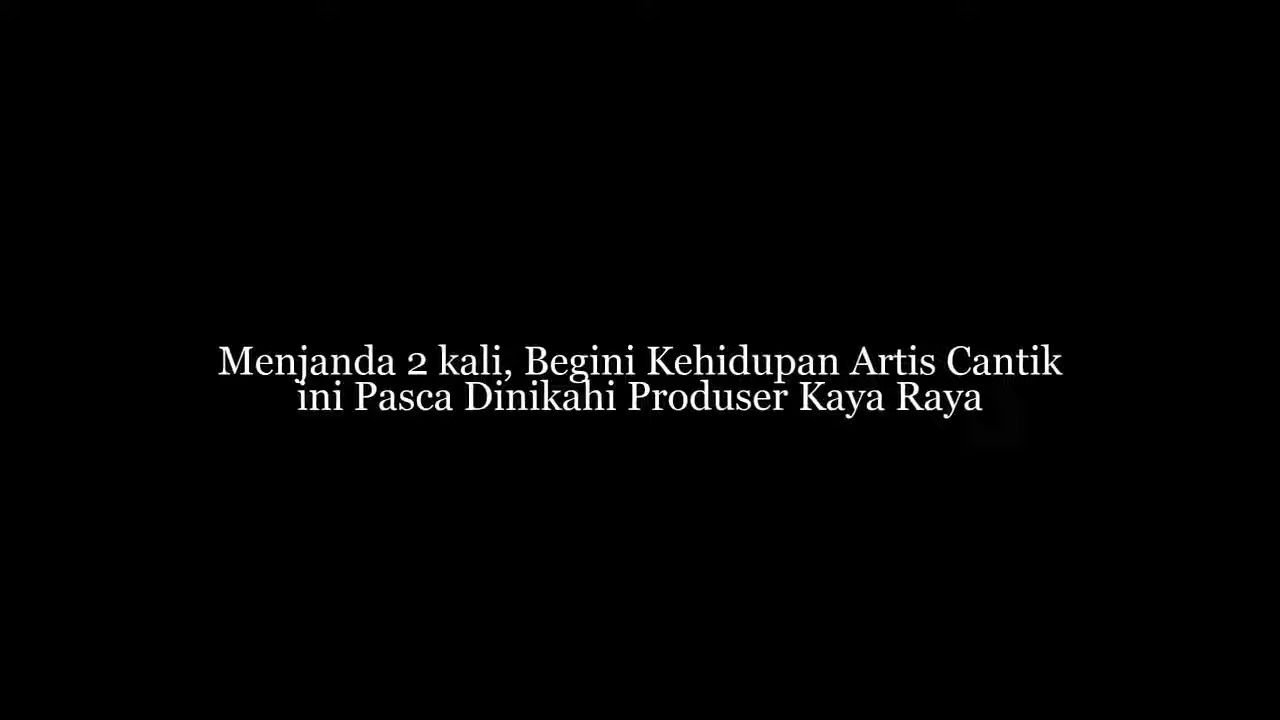 Menjanda 2 kali, Begini Kehidupan Artis Cantik
ini Pasca Dinikahi Produser Kaya Raya